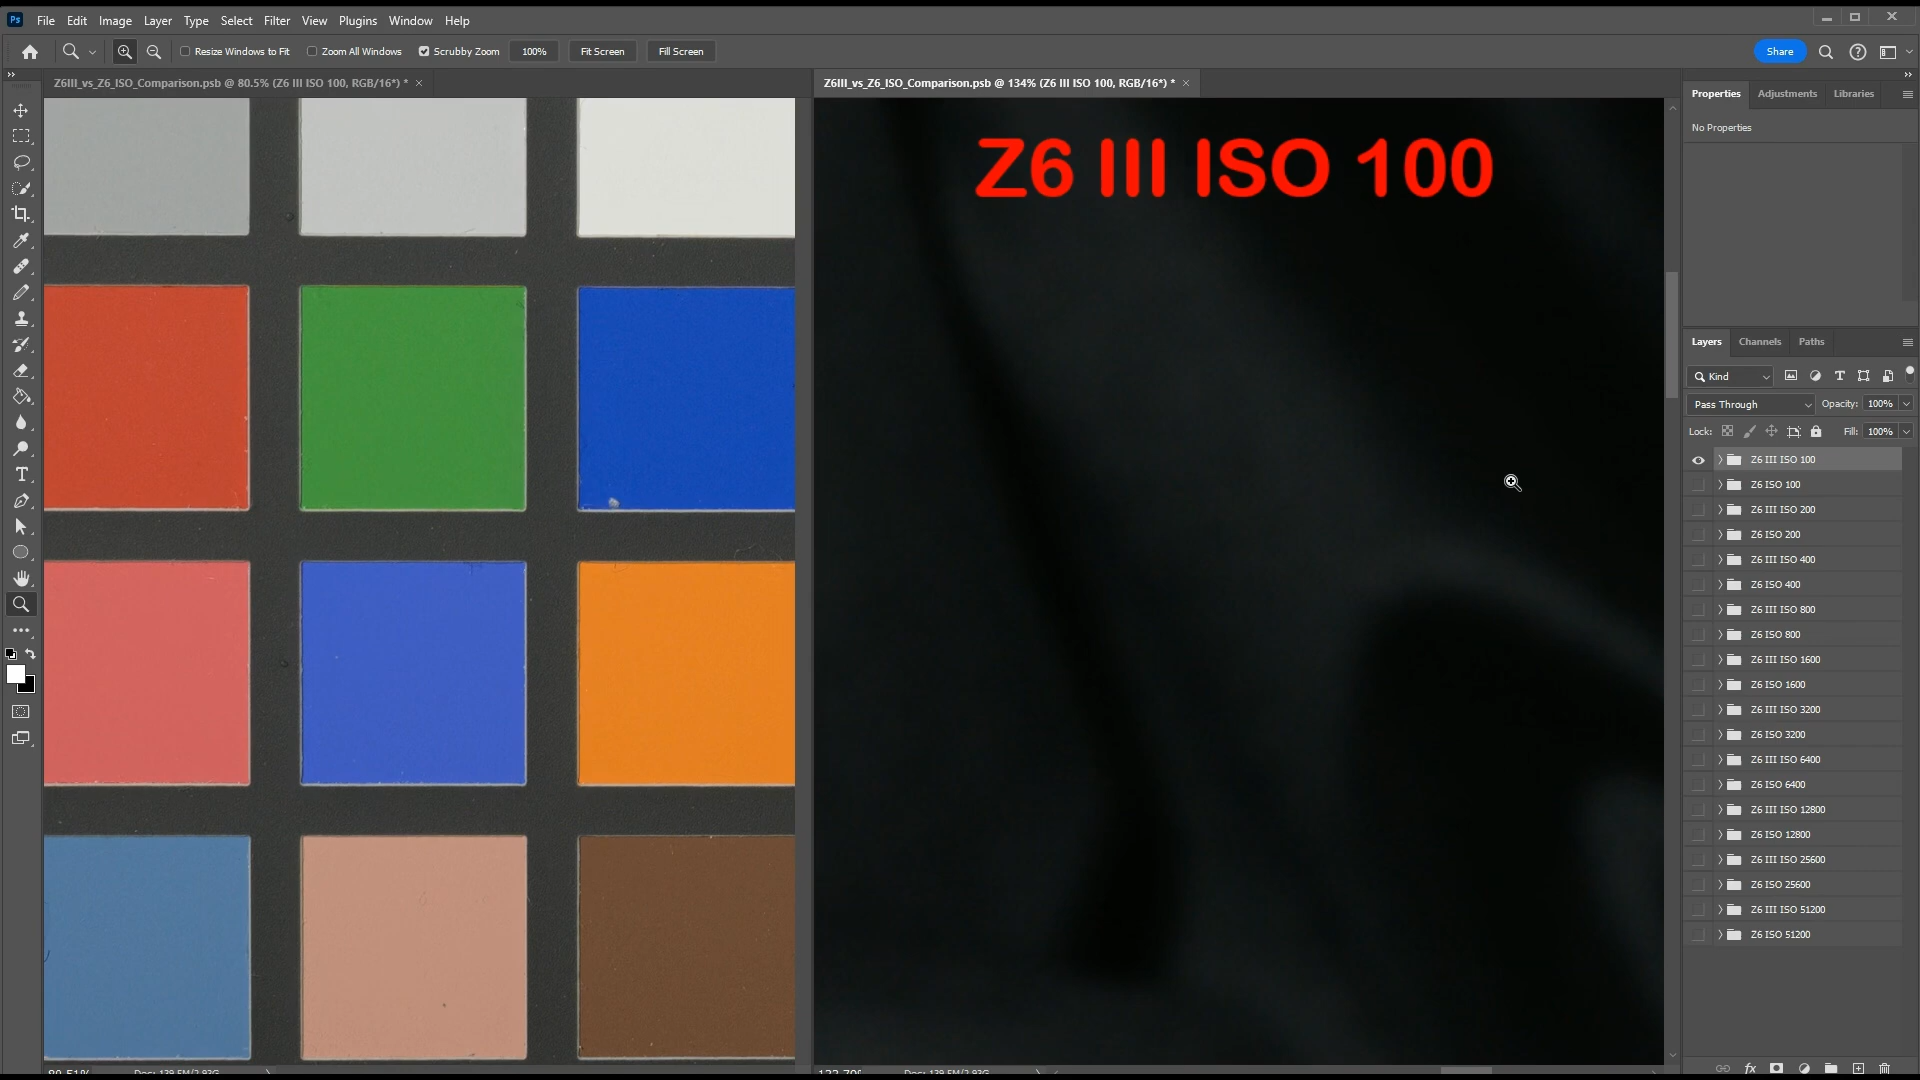 Ps File Edit Image Layer Type Select Filter View Plugins Window Help
Resize Windows to Fit Zoom All Windows Scrubby Zoom 100% Fit Screen Fill Screen Share
Z6III_vs_Z6_ISO_Comparison.psb @ 80.5% (Z6 III ISO 100, RGB/16*) *
Z6III_vs_Z6_ISO_Comparison.psb @ 134% (Z6 III ISO 100, RGB/16*) *
Z6 III ISO 100
Properties Adjustments Libraries
No Properties
Layers Channels Paths
Kind
Pass Through Opacity: 100%
Lock: Fill: 100%
Z6 III ISO 100
Z6 ISO 100
Z6 III ISO 200
Z6 ISO 200
Z6 III ISO 400
Z6 ISO 400
Z6 III ISO 800
Z6 ISO 800
Z6 III ISO 1600
Z6 ISO 1600
Z6 III ISO 3200
Z6 ISO 3200
Z6 III ISO 6400
Z6 ISO 6400
Z6 III ISO 12800
Z6 ISO 12800
Z6 III ISO 25600
Z6 ISO 25600
Z6 III ISO 51200
Z6 ISO 51200
fx